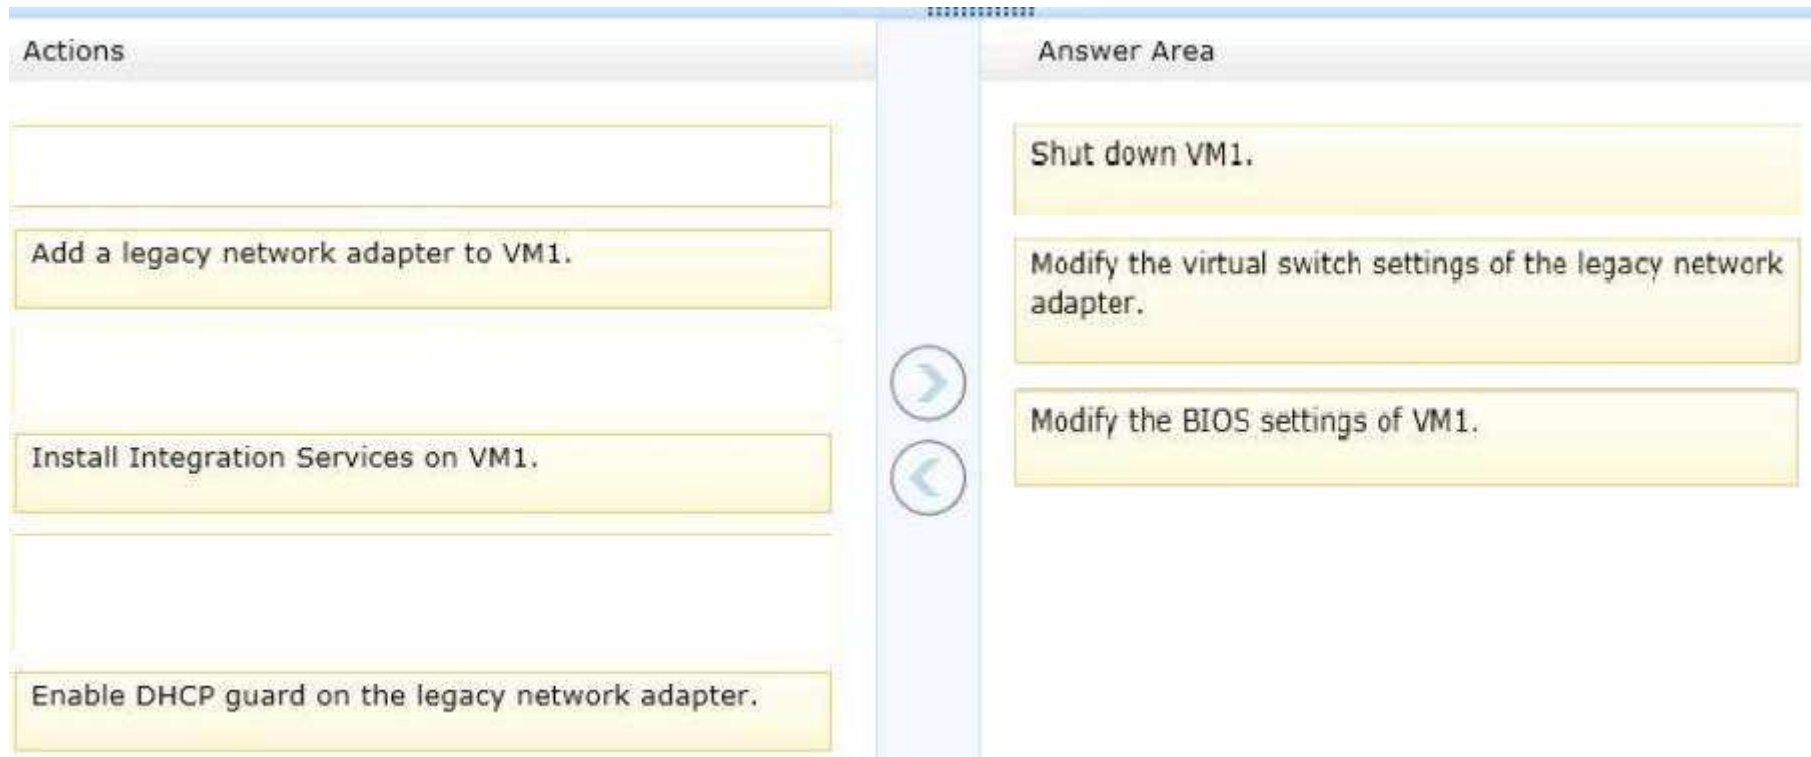 Actions
Add a legacy network adapter to VM1.
Install Integration Services on VM1.
Enable DHCP guard on the legacy network adapter.
Answer Area
Shut down VM1.
Modify the virtual switch settings of the legacy network
adapter.
Modify the BIOS settings of VM1.